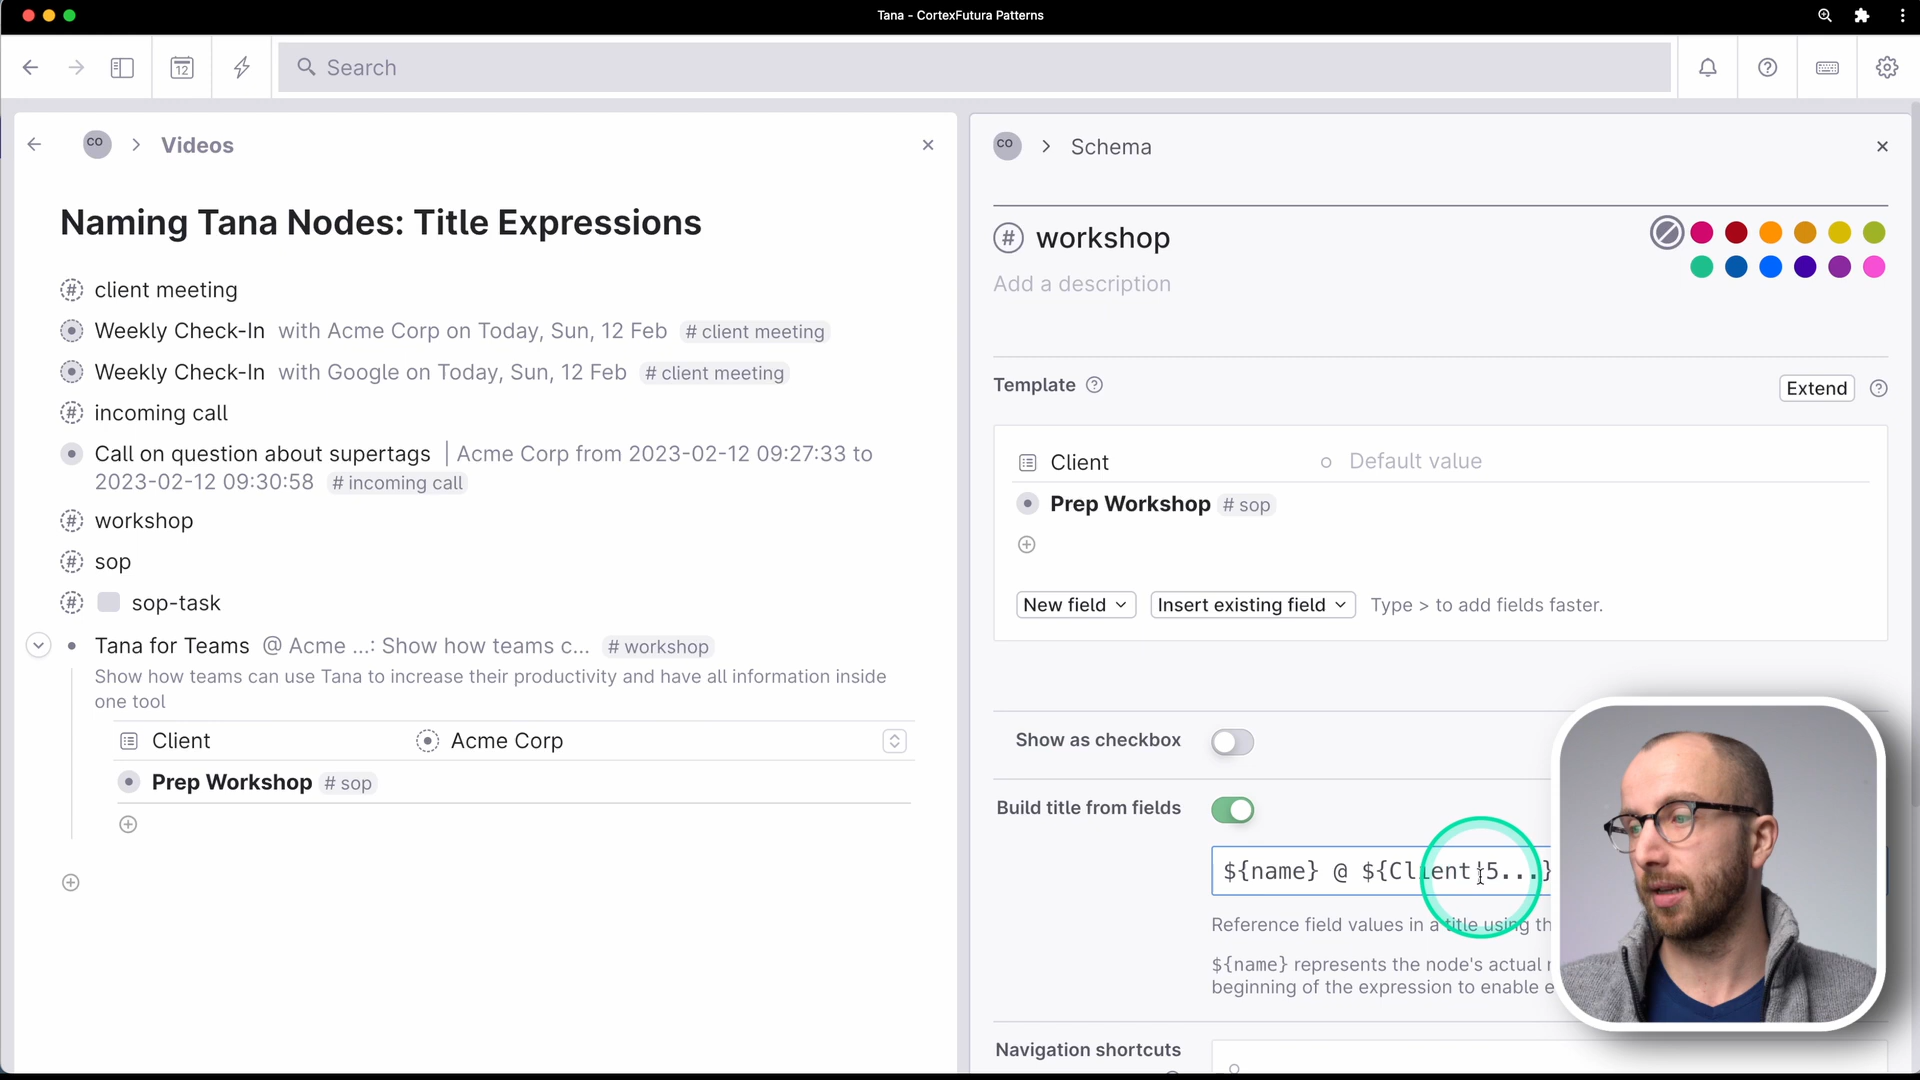 Tana - CortexFutura Patterns
12
Search
CO > Videos
Naming Tana Nodes: Title Expressions
# client meeting
Weekly Check-In with Acme Corp on Today, Sun, 12 Feb # client meeting
Weekly Check-In with Google on Today, Sun, 12 Feb # client meeting
# incoming call
Call on question about supertags | Acme Corp from 2023-02-12 09:27:33 to
2023-02-12 09:30:58 # incoming call
# workshop
# sop
# sop-task
Tana for Teams @ Acme ...: Show how teams c... # workshop
Show how teams can use Tana to increase their productivity and have all information inside
one tool
Client Acme Corp
Prep Workshop # sop
CO > Schema
# workshop
Add a description
Template
Extend
Client Default value
Prep Workshop # sop
New field Insert existing field Type > to add fields faster.
Show as checkbox
Build title from fields
${name} @ ${Client|5...}
Reference field values in a title using th
${name} represents the node's actual
beginning of the expression to enable e
Navigation shortcuts